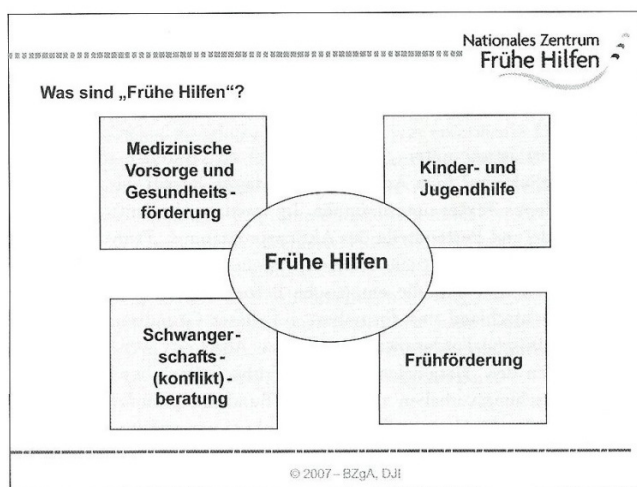 Nationales Zentrum
Frühe Hilfen
Was sind „Frühe Hilfen“?
Medizinische
Vorsorge und
Gesundheits-
förderung
Kinder- und
Jugendhilfe
Frühe Hilfen
Schwanger-
schafts-
(konflikt)-
beratung
Frühförderung
© 2007 – BZgA, DJI